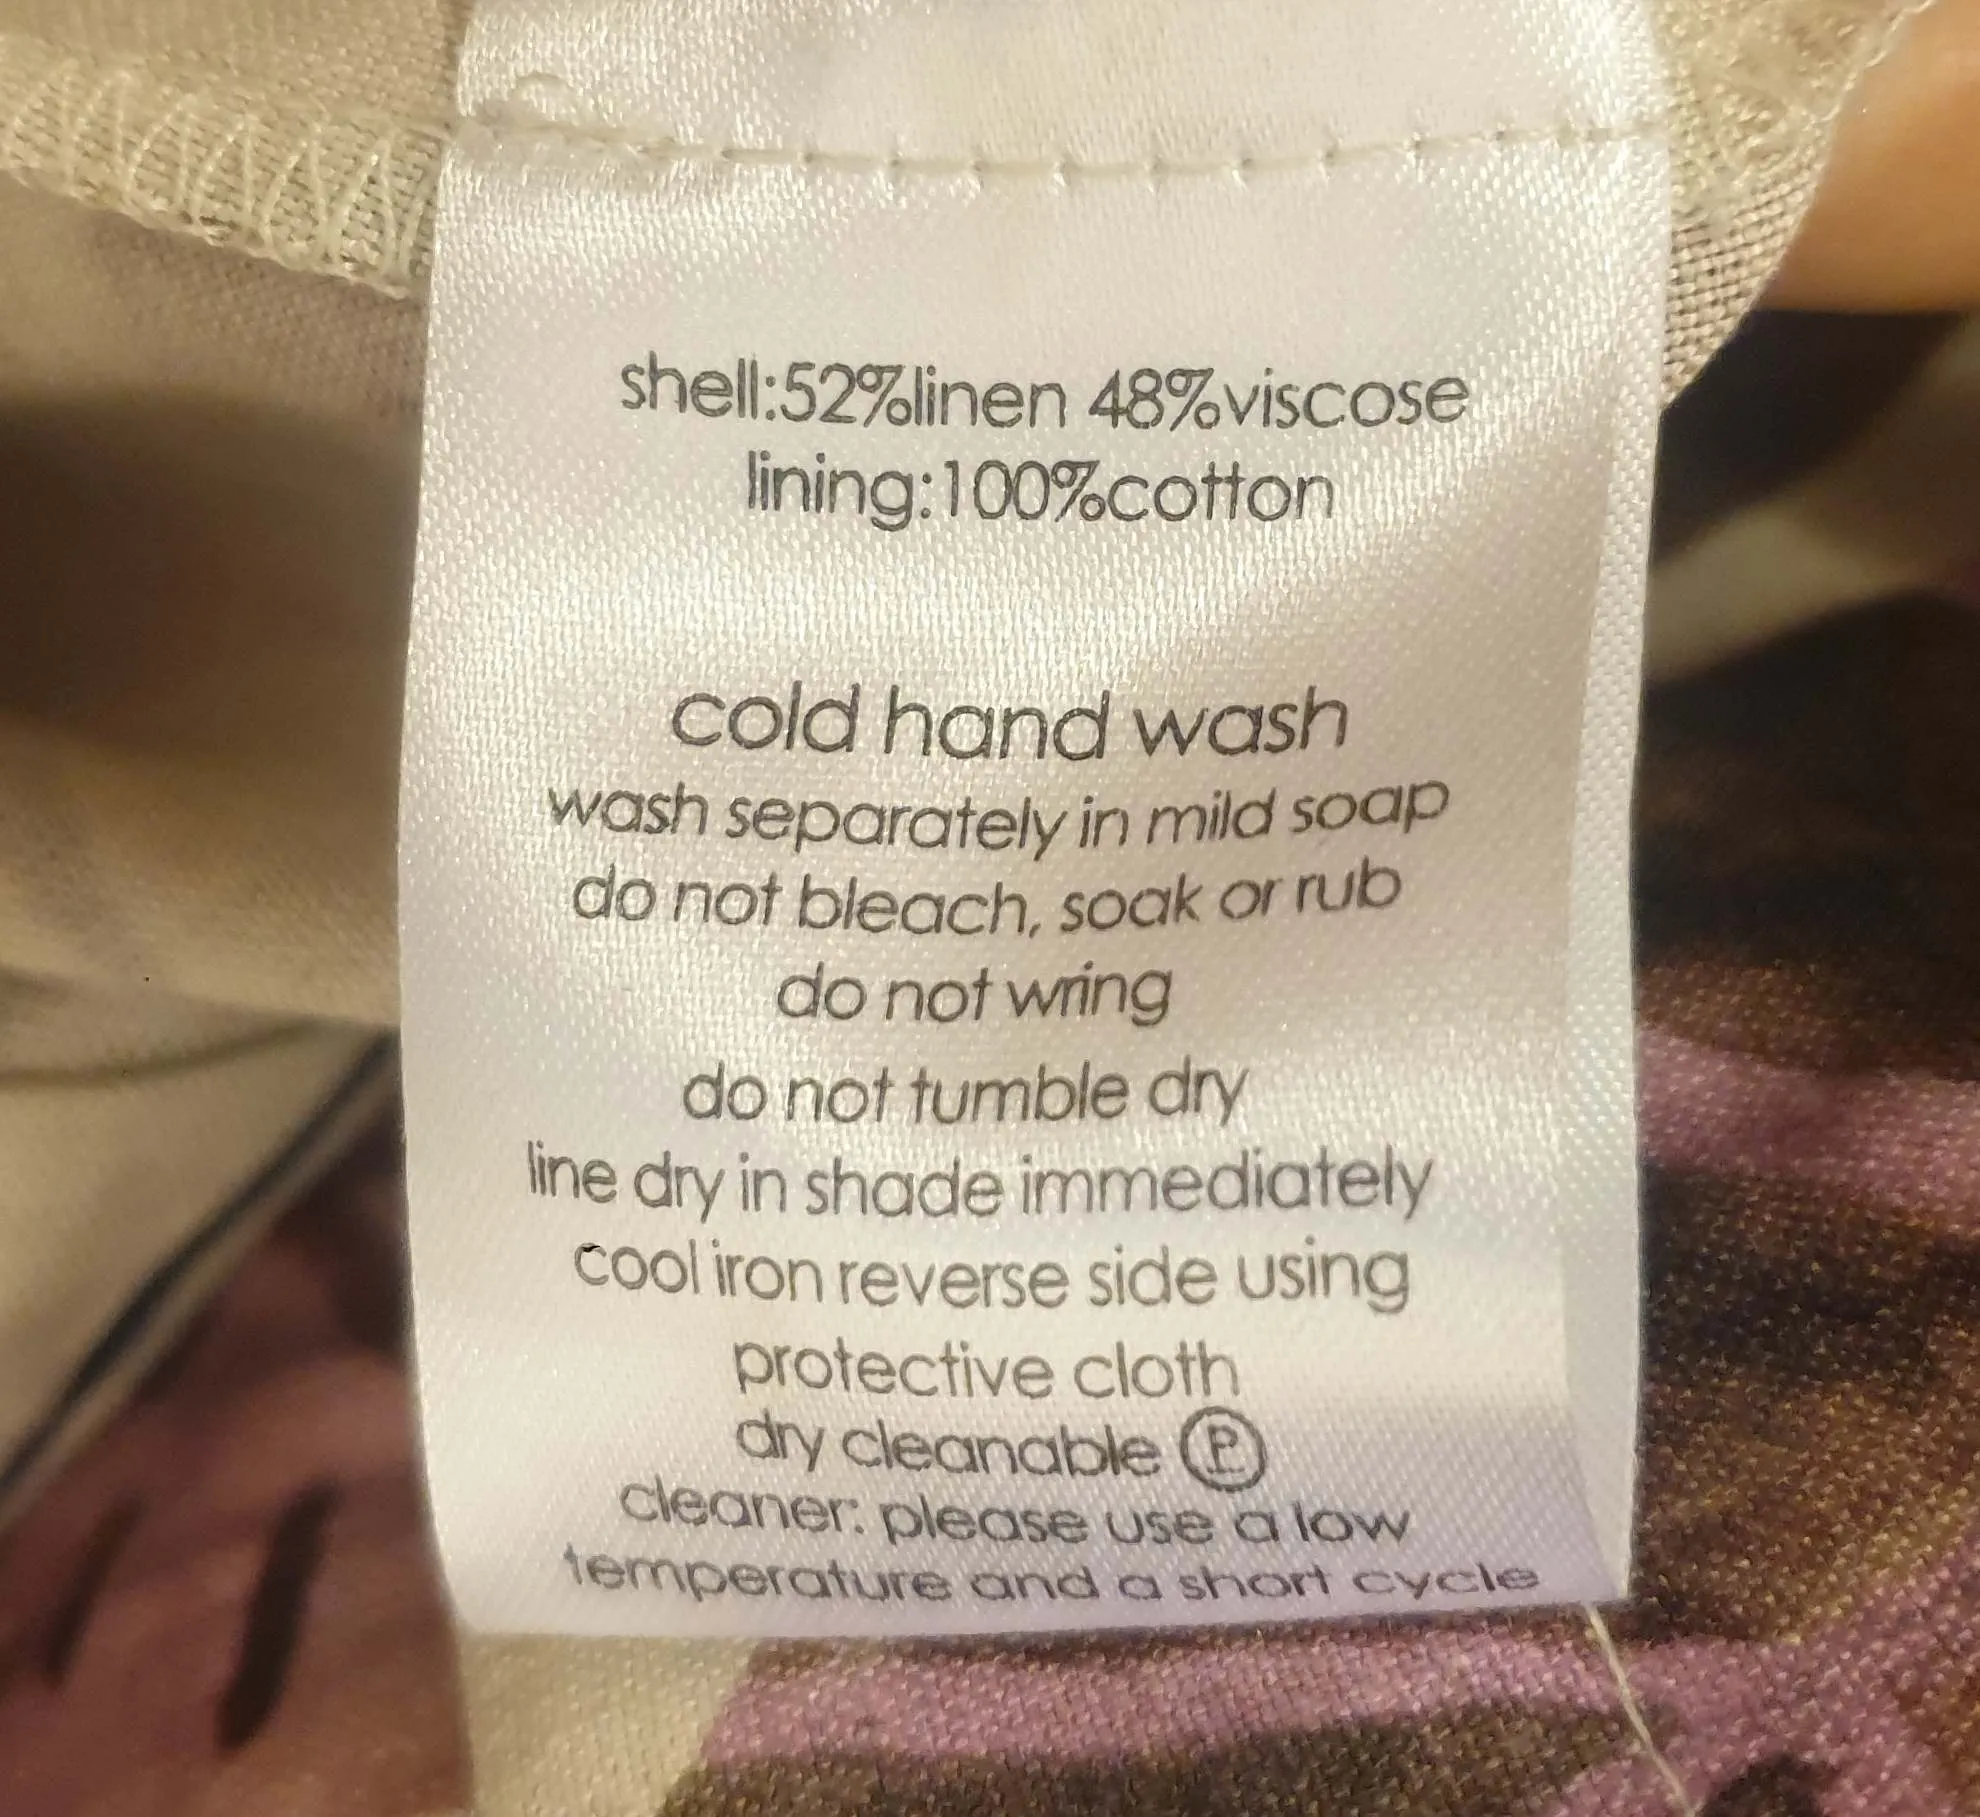 shell:52%linen 48%viscose
lining:100%cotton
cold hand wash
wash separately in mild soap
do not bleach, soak or rub
do not wring
do not tumble dry
line dry in shade immediately
cool iron reverse side using
protective cloth
dry cleanable Ⓟ
cleaner: please use a low
temperature and a short cycle